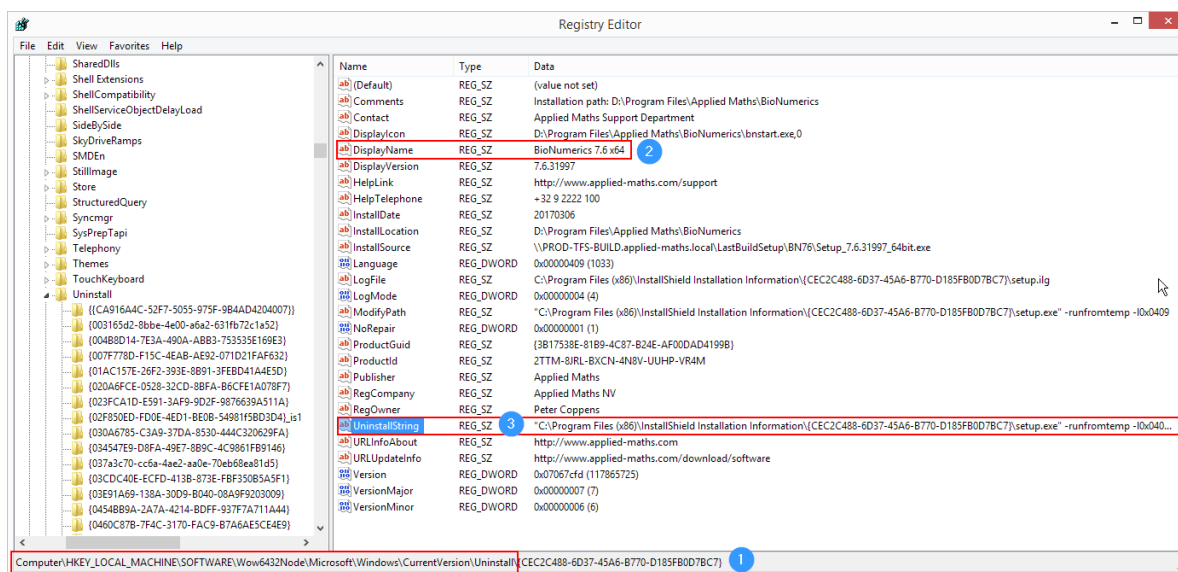 Registry Editor
File Edit View Favorites Help
SharedDlls
Shell Extensions
ShellCompatibility
ShellServiceObjectDelayLoad
SideBySide
SkyDriveRamps
SMDEn
StillImage
Store
StructuredQuery
Syncmgr
SysPrepTapi
Telephony
Themes
TouchKeyboard
Uninstall
{{CA916A4C-52F7-5055-975F-9B4AD4204007}}
{003165d2-8bbe-4e00-a6a2-631fb72c1a52}
{004B8D14-7E3A-490A-ABB3-753535E169E3}
{007F778D-F15C-4EAB-AE92-071D21FAF632}
{01AC157E-26F2-393E-8B91-3FEBD41A4E5D}
{020A6FCE-0528-32CD-8BFA-B6CFE1A078F7}
{023FCA1D-E591-3AF9-9D2F-9876639A511A}
{02F850ED-FD0E-4ED1-BE0B-54981f5BD3D4}_is1
{030A6785-C3A9-37DA-8530-444C320629FA}
{034547E9-D8FA-49E7-8B9C-4C9861FB9146}
{037a3c70-cc6a-4ae2-aa0e-70eb68ea81d5}
{03CDC40E-ECFD-413B-873E-FBF350B5A5F1}
{03E91A69-138A-30D9-B040-08A9F9203009}
{0454BB9A-2A7A-4214-BDFF-937F7A711A44}
{0460C87B-7F4C-3170-FAC9-B7A6AE5CE4E9}
Name Type Data
(Default) REG_SZ (value not set)
Comments REG_SZ Installation path: D:\Program Files\Applied Maths\BioNumerics
Contact REG_SZ Applied Maths Support Department
DisplayIcon REG_SZ D:\Program Files\Applied Maths\BioNumerics\bnstart.exe,0
DisplayName REG_SZ BioNumerics 7.6 x64 2
DisplayVersion REG_SZ 7.6.31997
HelpLink REG_SZ http://www.applied-maths.com/support
HelpTelephone REG_SZ +32 9 2222 100
InstallDate REG_SZ 20170306
InstallLocation REG_SZ D:\Program Files\Applied Maths\BioNumerics
InstallSource REG_SZ \\PROD-TFS-BUILD.applied-maths.local\LastBuildSetup\BN76\Setup_7.6.31997_64bit.exe
Language REG_DWORD 0x00000409 (1033)
LogFile REG_SZ C:\Program Files (x86)\InstallShield Installation Information\{CEC2C488-6D37-45A6-B770-D185FB0D7BC7}\setup.ilg
LogMode REG_DWORD 0x00000004 (4)
ModifyPath REG_SZ "C:\Program Files (x86)\InstallShield Installation Information\{CEC2C488-6D37-45A6-B770-D185FB0D7BC7}\setup.exe" -runfromtemp -l0x0409
NoRepair REG_DWORD 0x00000001 (1)
ProductGuid REG_SZ {3B17538E-81B9-4C87-B24E-AF00DAD4199B}
ProductId REG_SZ 2TTM-8JRL-BXCN-4N8V-UUHP-VR4M
Publisher REG_SZ Applied Maths
RegCompany REG_SZ Applied Maths NV
RegOwner REG_SZ Peter Coppens
UninstallString REG_SZ 3 "C:\Program Files (x86)\InstallShield Installation Information\{CEC2C488-6D37-45A6-B770-D185FB0D7BC7}\setup.exe" -runfromtemp -l0x040...
URLInfoAbout REG_SZ http://www.applied-maths.com
URLUpdateInfo REG_SZ http://www.applied-maths.com/download/software
Version REG_DWORD 0x07067cfd (117865725)
VersionMajor REG_DWORD 0x00000007 (7)
VersionMinor REG_DWORD 0x00000006 (6)
Computer\HKEY_LOCAL_MACHINE\SOFTWARE\Wow6432Node\Microsoft\Windows\CurrentVersion\Uninstall\{CEC2C488-6D37-45A6-B770-D185FB0D7BC7} 1